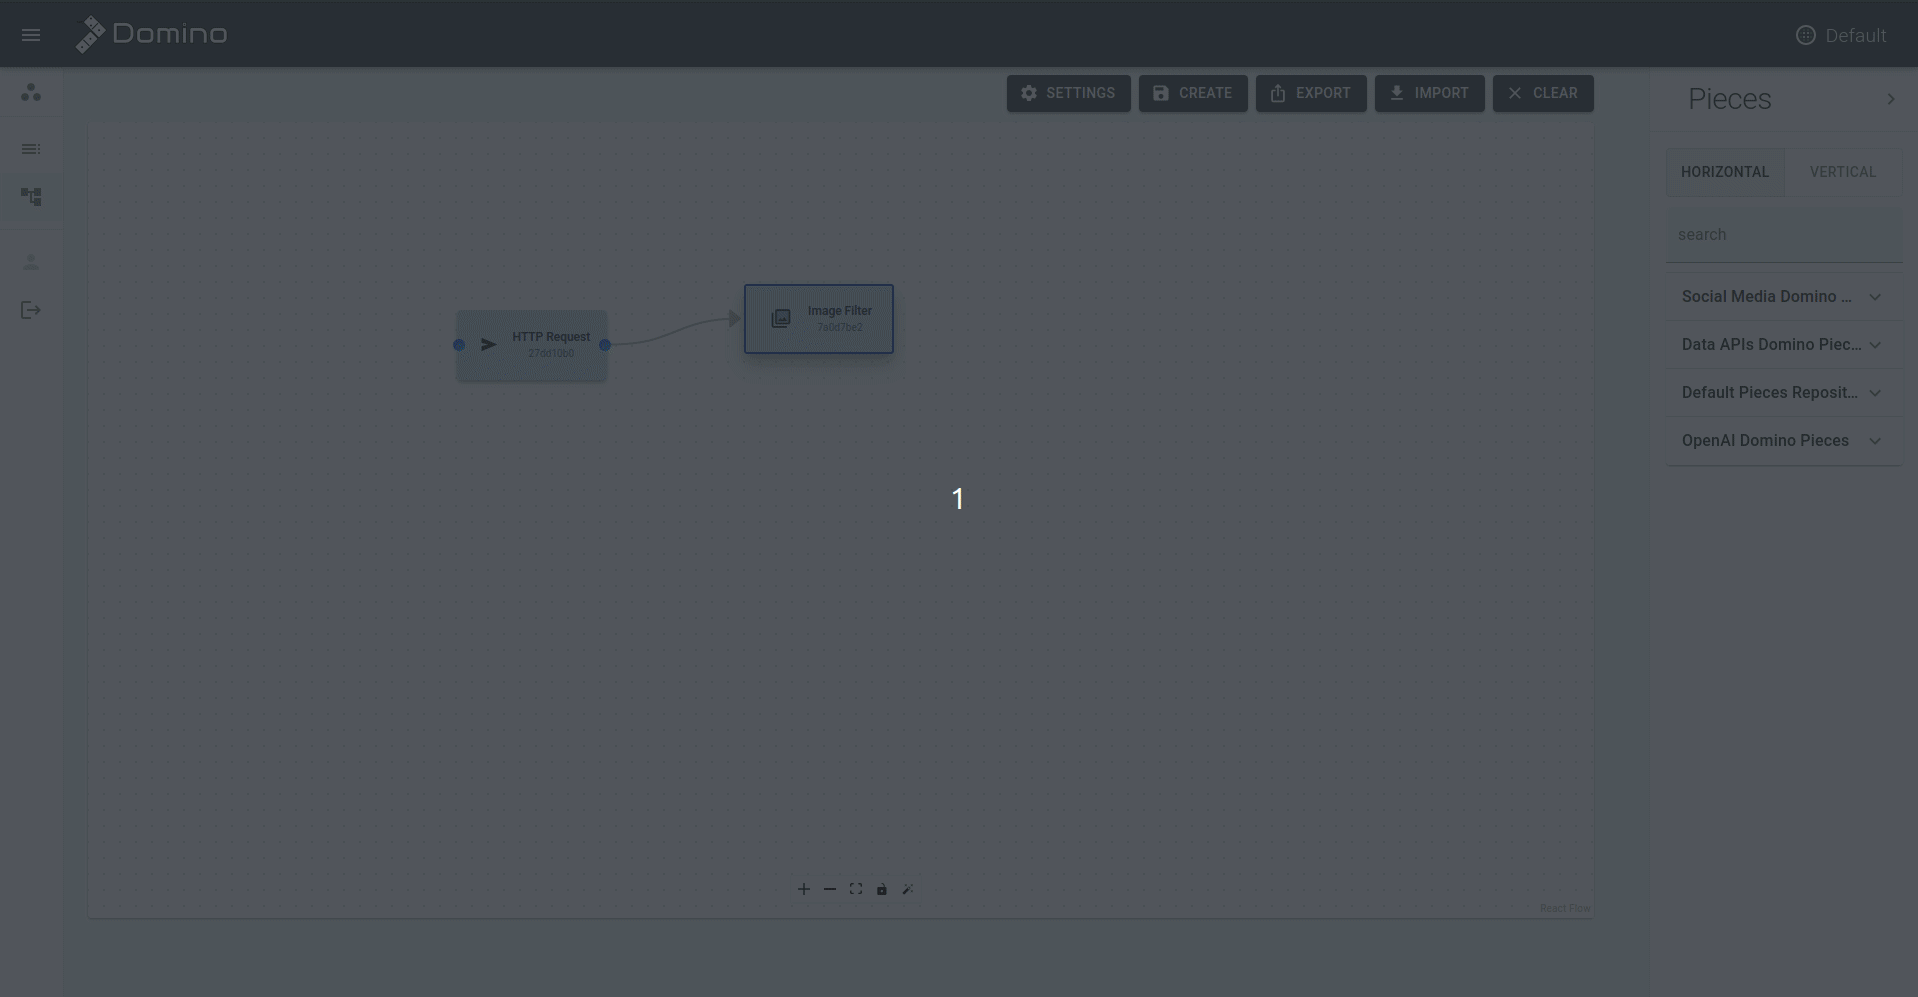 Domino
Default
SETTINGS
CREATE
EXPORT
IMPORT
CLEAR
Pieces
HORIZONTAL
VERTICAL
search
Social Media Domino ...
Data APIs Domino Piec...
Default Pieces Reposit...
OpenAI Domino Pieces
Image Filter
7a0d7be2
HTTP Request
27dd10b0
1
React Flow